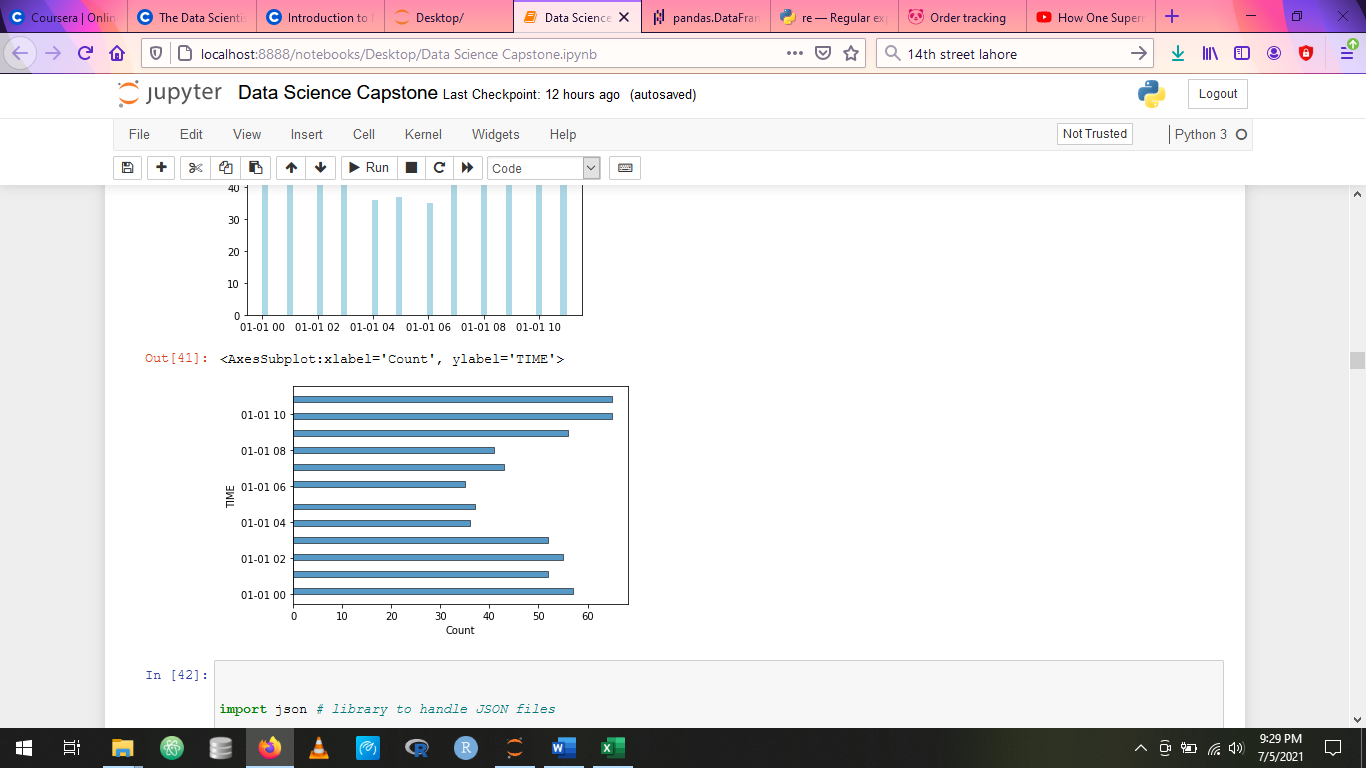 Coursera | Onlin
The Data Scientis
Introduction to
Desktop/
Data Science
pandas.DataFran
re — Regular exp
Order tracking
How One Superm
localhost:8888/notebooks/Desktop/Data Science Capstone.ipynb
14th street lahore
jupyter Data Science Capstone Last Checkpoint: 12 hours ago (autosaved)
Logout
File Edit View Insert Cell Kernel Widgets Help
Not Trusted
Python 3
Run
Code
40
30
20
10
0
01-01 00 01-01 02 01-01 04 01-01 06 01-01 08 01-01 10
Out[41]: <AxesSubplot:xlabel='Count', ylabel='TIME'>
01-01 10
01-01 08
01-01 06
TIME
01-01 04
01-01 02
01-01 00
0 10 20 30 40 50 60
Count
In [42]:
import json # library to handle JSON files
9:29 PM
7/5/2021